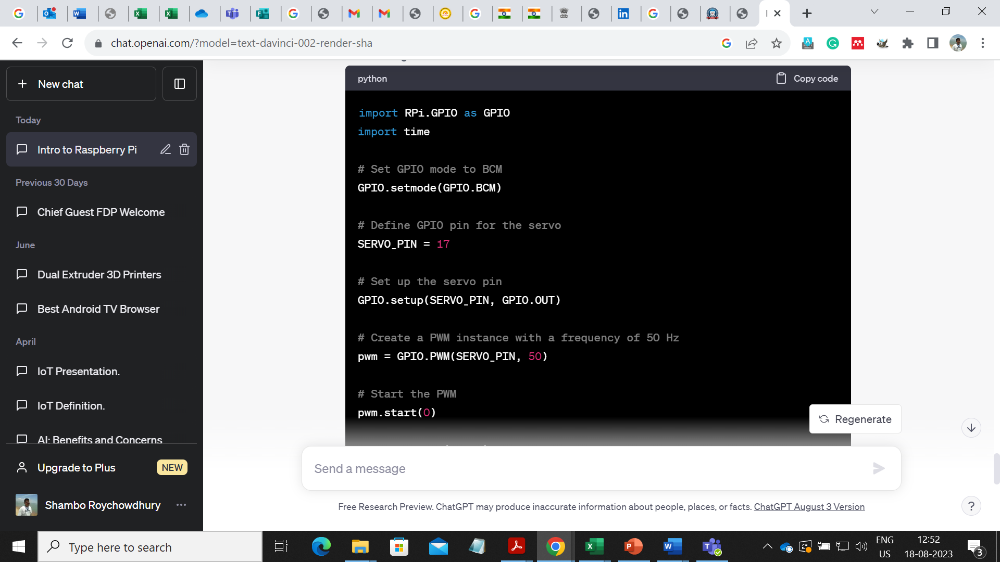 chat.openai.com/?model=text-davinci-002-render-sha
New chat
Today
Intro to Raspberry Pi
Previous 30 Days
Chief Guest FDP Welcome
June
Dual Extruder 3D Printers
Best Android TV Browser
April
IoT Presentation.
IoT Definition.
AI: Benefits and Concerns
Upgrade to Plus NEW
Shambo Roychowdhury
python
Copy code
import RPi.GPIO as GPIO
import time
# Set GPIO mode to BCM
GPIO.setmode(GPIO.BCM)
# Define GPIO pin for the servo
SERVO_PIN = 17
# Set up the servo pin
GPIO.setup(SERVO_PIN, GPIO.OUT)
# Create a PWM instance with a frequency of 50 Hz
pwm = GPIO.PWM(SERVO_PIN, 50)
# Start the PWM
pwm.start(0)
Regenerate
Send a message
Free Research Preview. ChatGPT may produce inaccurate information about people, places, or facts. ChatGPT August 3 Version
?
Type here to search
ENG
US
12:52
18-08-2023
3